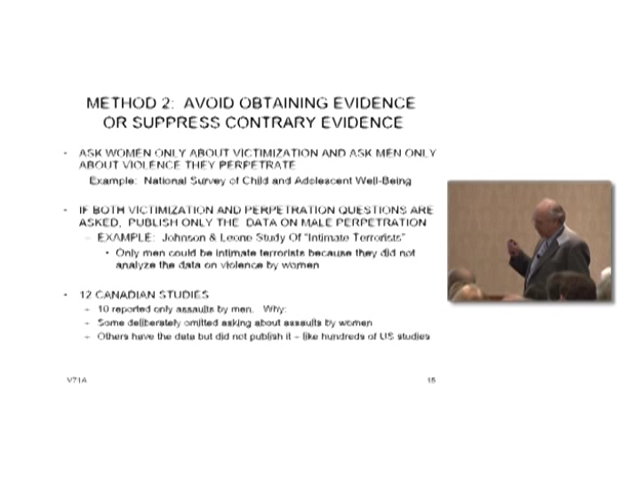 METHOD 2: AVOID OBTAINING EVIDENCE
OR SUPPRESS CONTRARY EVIDENCE
- ASK WOMEN ONLY ABOUT VICTIMIZATION AND ASK MEN ONLY
ABOUT VIOLENCE THEY PERPETRATE
Example: National Survey of Child and Adolescent Well-Being
- IF BOTH VICTIMIZATION AND PERPETRATION QUESTIONS ARE
ASKED, PUBLISH ONLY THE DATA ON MALE PERPETRATION
– EXAMPLE: Johnson & Leone Study Of "Intimate Terrorists"
• Only men could be intimate terrorists because they did not
analyze the data on violence by women
- 12 CANADIAN STUDIES
– 10 reported only assaults by men. Why:
– Some deliberately omitted asking about assaults by women
– Others have the data but did not publish it – like hundreds of US studies
V71A 15